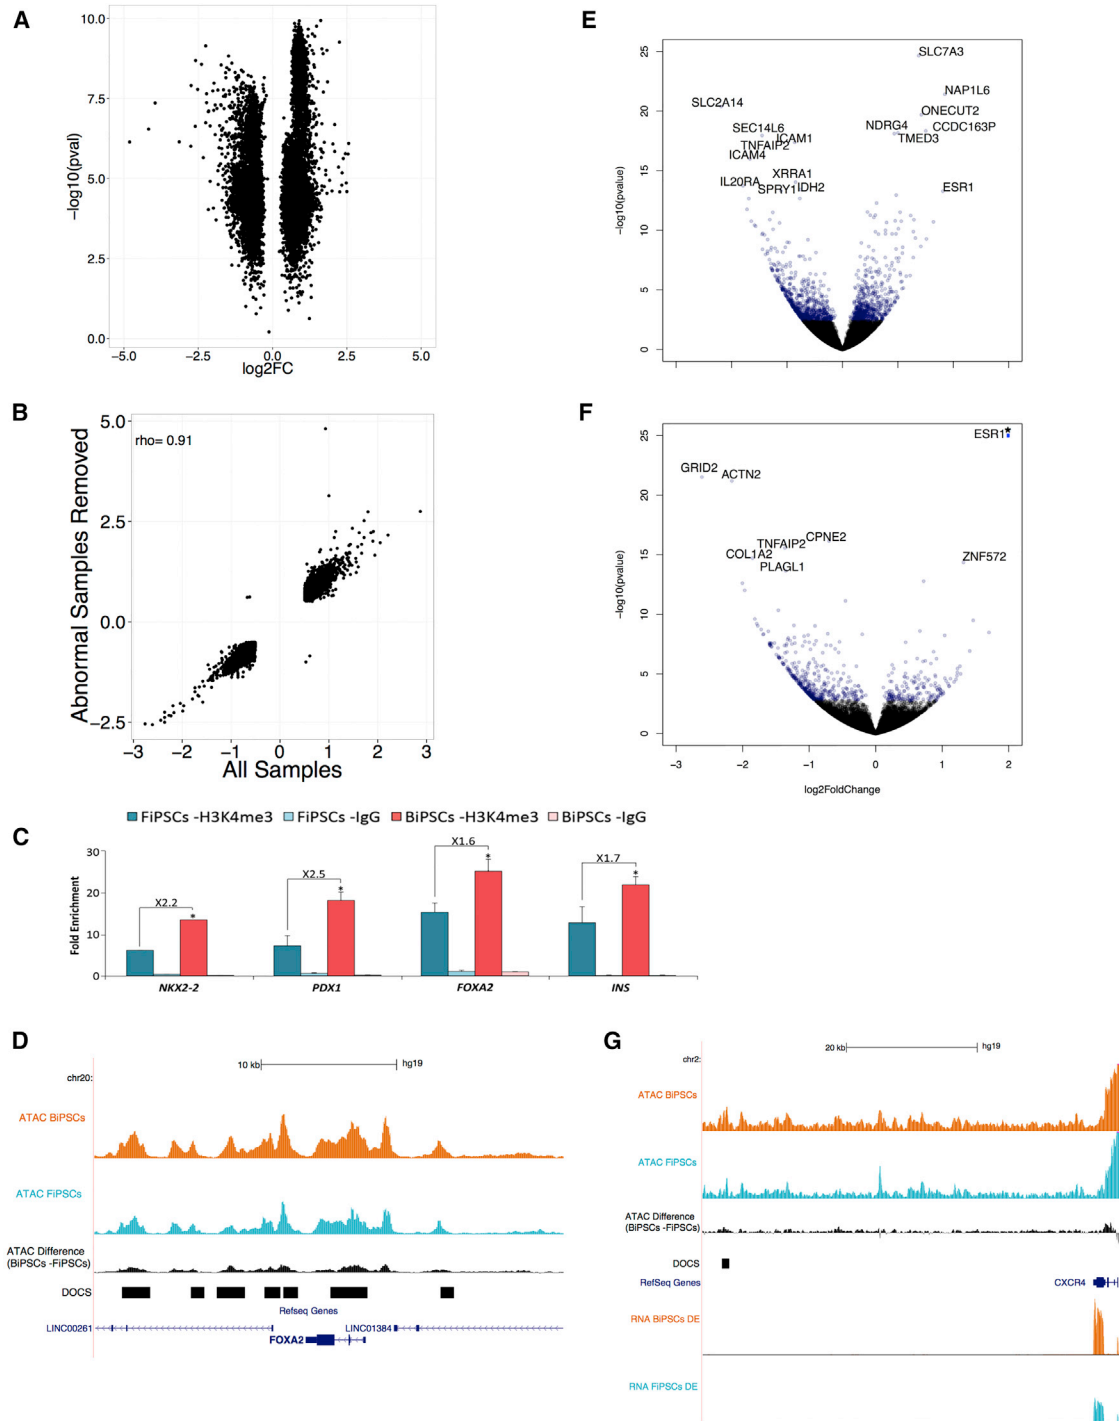 A
10.0
7.5
5.0
2.5
0.0
−log10(pval)
−5.0 −2.5 0.0 2.5 5.0
log2FC
B
5.0
2.5
0.0
−2.5
rho= 0.91
Abnormal Samples Removed
−3 −2 −1 0 1 2 3
All Samples
FiPSCs -H3K4me3 FiPSCs -IgG BiPSCs -H3K4me3 BiPSCs -IgG
C
30
20
10
0
Fold Enrichment
X2.2
X2.5
X1.6
X1.7
*
*
*
*
NKX2-2 PDX1 FOXA2 INS
D
10 kb hg19
chr20:
ATAC BiPSCs
ATAC FiPSCs
ATAC Difference
(BiPSCs -FiPSCs)
DOCS
Refseq Genes
LINC00261
LINC01384
FOXA2
E
25
20
15
10
5
0
−log10(pvalue)
SLC7A3
NAP1L6
SLC2A14
ONECUT2
NDRG4
CCDC163P
SEC14L6
ICAM1
TMED3
TNFAIP2
ICAM4
XRRA1
IL20RA
SPRY1
IDH2
ESR1
F
25
20
15
10
5
0
−log10(pvalue)
ESR1
*
GRID2
ACTN2
CPNE2
TNFAIP2
COL1A2
PLAGL1
ZNF572
−3 −2 −1 0 1 2
log2FoldChange
G
20 kb hg19
chr2:
ATAC BiPSCs
ATAC FiPSCs
ATAC Difference
(BiPSCs -FiPSCs)
DOCS
RefSeq Genes
CXCR4
RNA BiPSCs DE
RNA FiPSCs DE